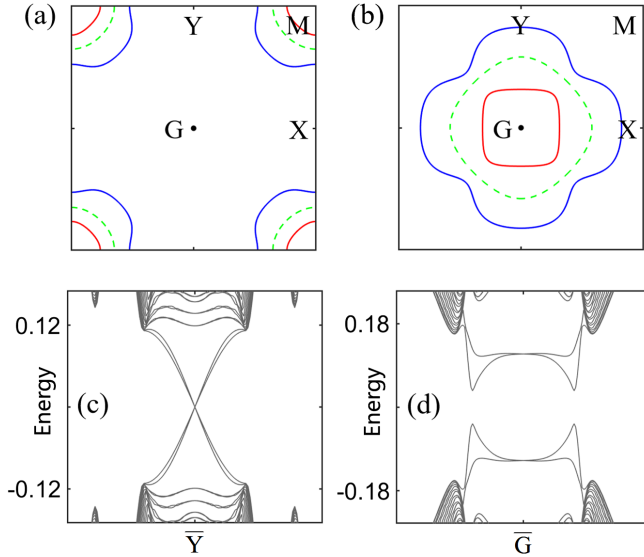 (a)
Y
M
G
X
(b)
Y
M
G
X
0.12
(c)
Energy
-0.12
Y
0.18
(d)
Energy
-0.18
G